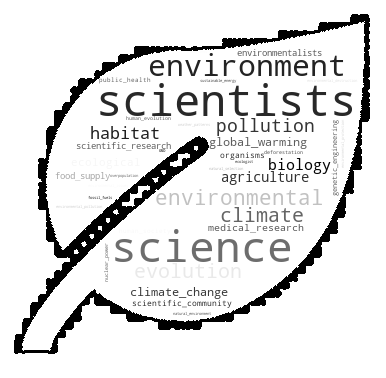 environmentalists
environment
public_health
sustainable_energy
scientists
human_evolution
pollution
habitat
global_warming
scientific_research
organisms
deforestation
ecologist
biology
ecological
food_supply
overpopulation
agriculture
genetic_engineering
fossil_fuels
environmental
climate
medical_research
science
nuclear_power
evolution
climate_change
scientific_community
natural_environment